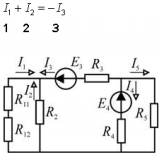 I₁ + I₂ = −I₃
1 2 3
I₁ I₃ E₃ R₃ I₅
I₂ I₄
R₁₁ R₂ E₄ R₅
R₁₂ R₄